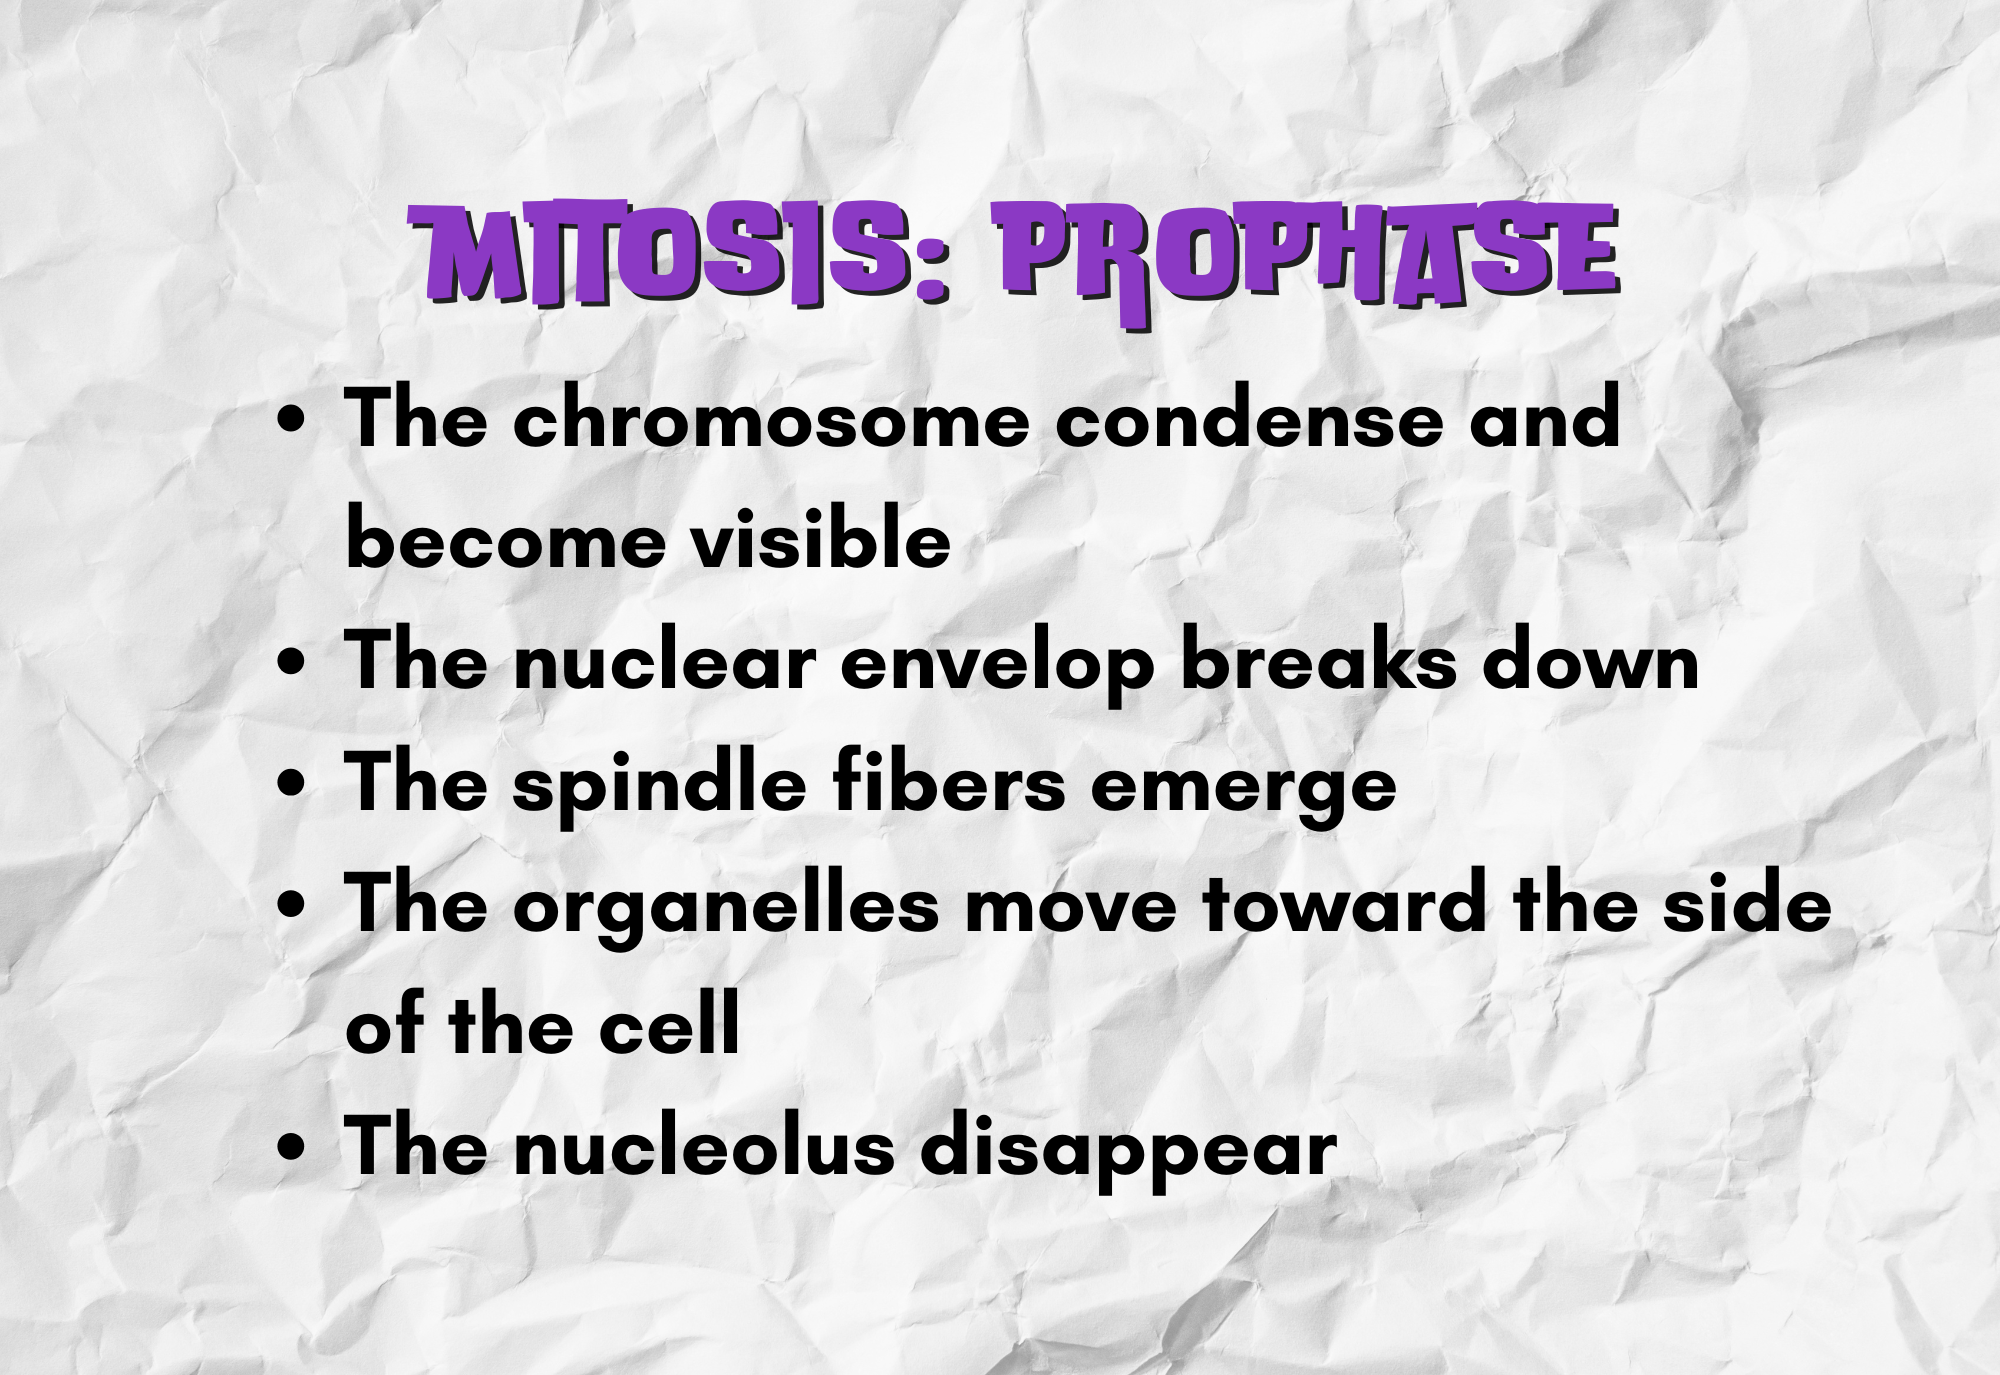 MITOSIS: PROPHASE
• The chromosome condense and
become visible
• The nuclear envelop breaks down
• The spindle fibers emerge
• The organelles move toward the side
of the cell
• The nucleolus disappear